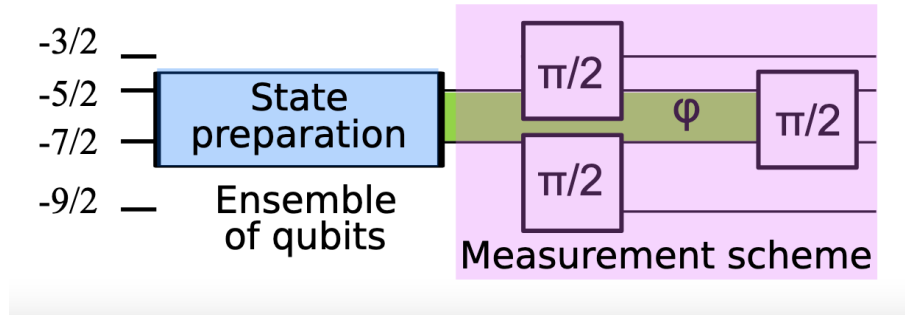 -3/2
-5/2
-7/2
-9/2
State
preparation
Ensemble
of qubits
π/2
π/2
φ
π/2
Measurement scheme